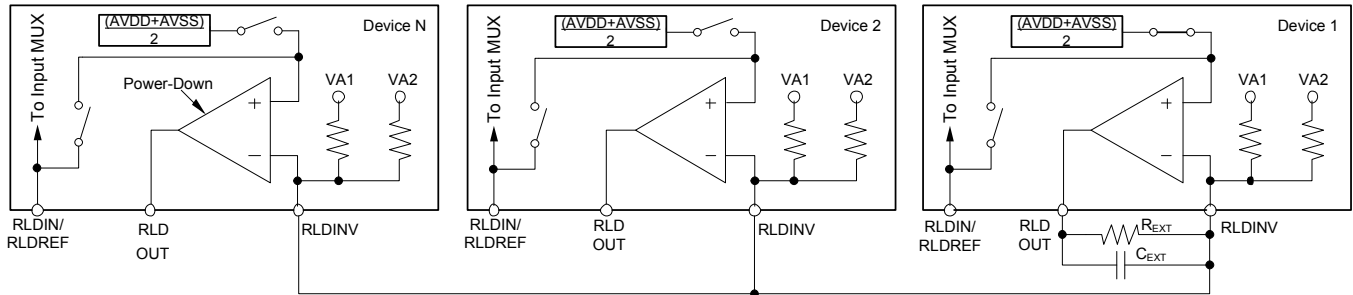 To Input MUX
(AVDD+AVSS)
2
Device N
Power-Down
VA1
VA2
+
−
RLDIN/
RLDREF
RLD
OUT
RLDINV
To Input MUX
(AVDD+AVSS)
2
Device 2
VA1
VA2
+
−
RLDIN/
RLDREF
RLD
OUT
RLDINV
To Input MUX
(AVDD+AVSS)
2
Device 1
VA1
VA2
+
−
RLDIN/
RLDREF
RLD
OUT
RLDINV
REXT
CEXT